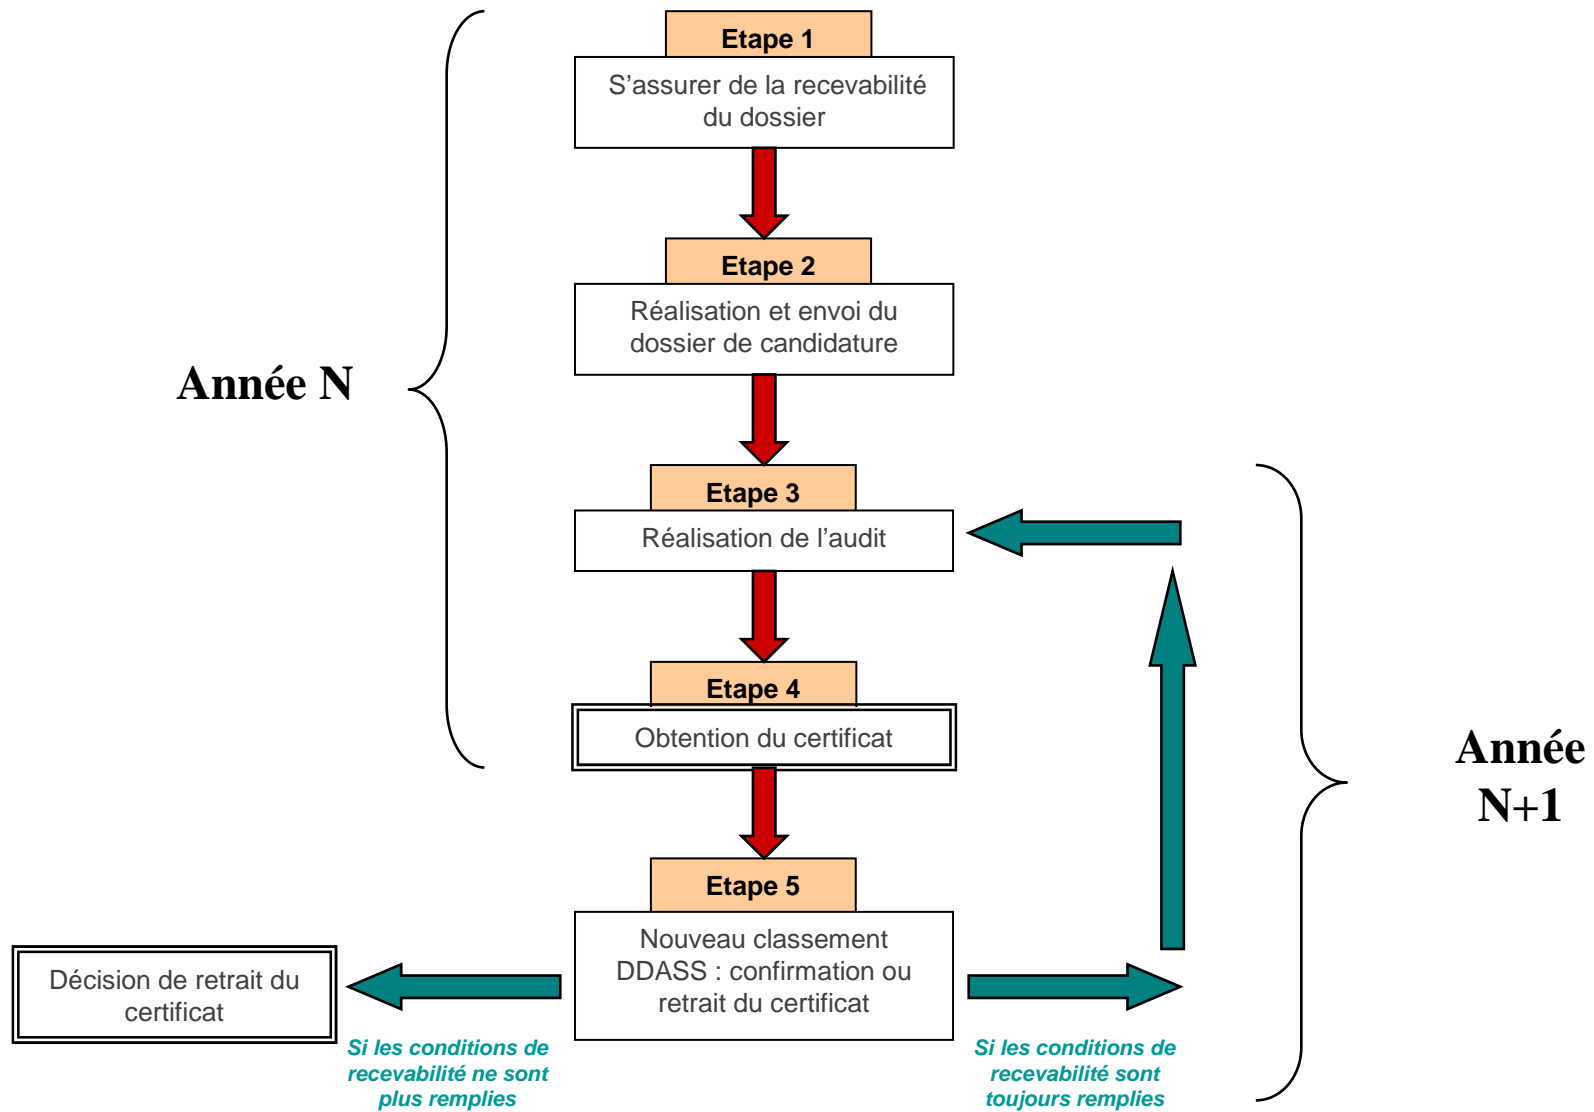 Etape 1
S’assurer de la recevabilité
du dossier
Etape 2
Réalisation et envoi du
dossier de candidature
Année N
Etape 3
Réalisation de l’audit
Etape 4
Obtention du certificat
Année
N+1
Etape 5
Nouveau classement
DDASS : confirmation ou
retrait du certificat
Décision de retrait du
certificat
Si les conditions de
recevabilité ne sont
plus remplies
Si les conditions de
recevabilité sont
toujours remplies